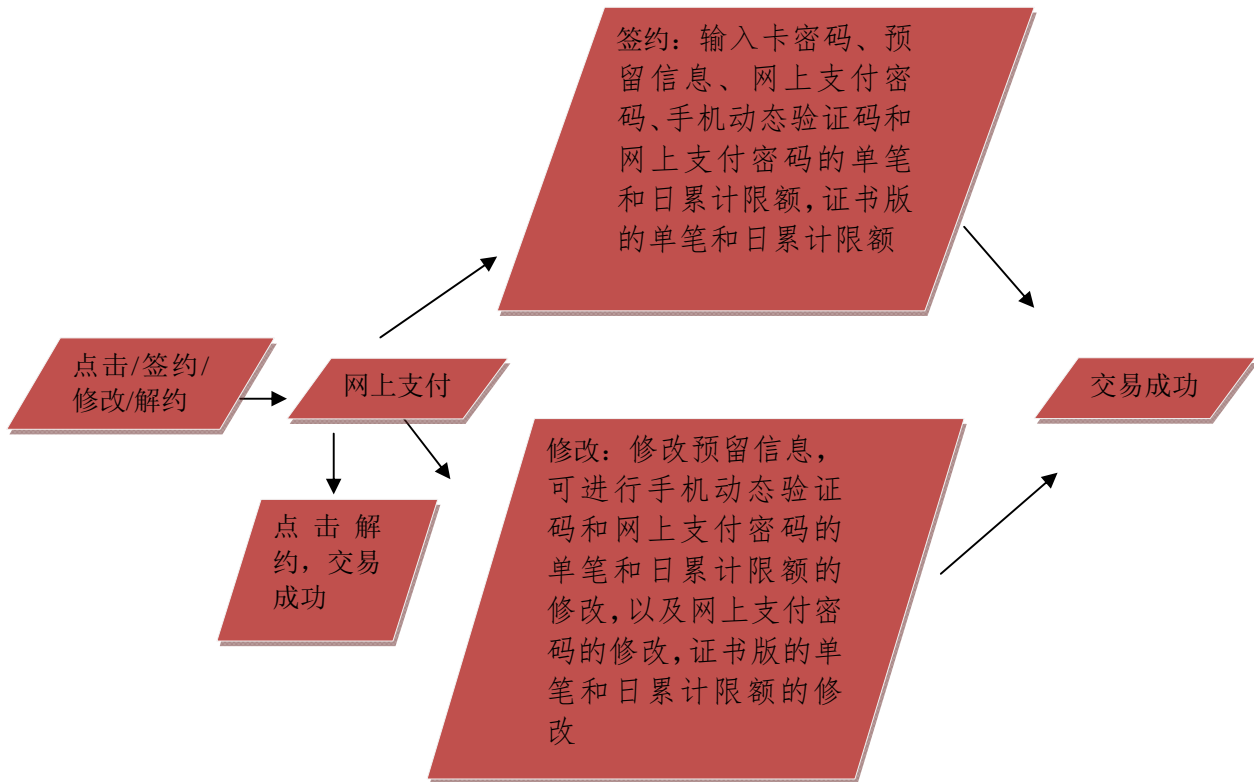 签约：输入卡密码、预
留信息、网上支付密
码、手机动态验证码和
网上支付密码的单笔
和日累计限额，证书版
的单笔和日累计限额
点击/签约/
修改/解约
网上支付
交易成功
点击解
约，交易
成功
修改：修改预留信息，
可进行手机动态验证
码和网上支付密码的
单笔和日累计限额的
修改，以及网上支付密
码的修改，证书版的单
笔和日累计限额的修
改